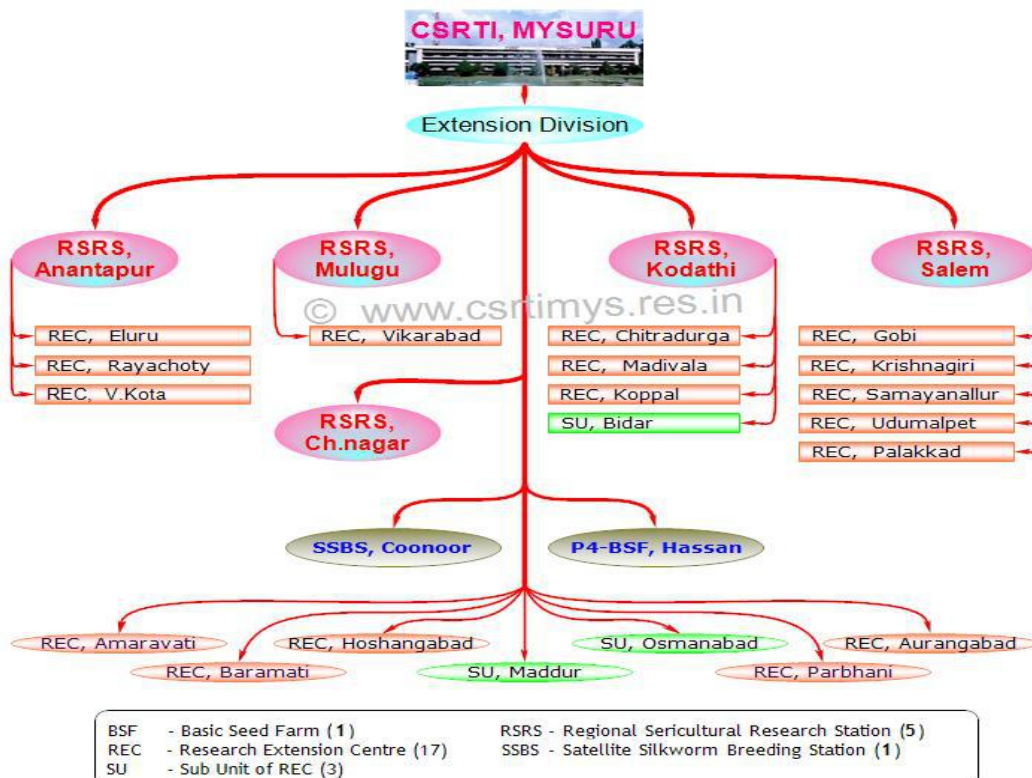 CSRTI, MYSURU
Extension Division
RSRS,
Anantapur
RSRS,
Mulugu
RSRS,
Kodathi
RSRS,
Salem
© www.csrtimys.res.in
REC, Eluru
REC, Rayachoty
REC, V.Kota
REC, Vikarabad
REC, Chitradurga
REC, Madivala
REC, Koppal
SU, Bidar
REC, Gobi
REC, Krishnagiri
REC, Samayanallur
REC, Udumalpet
REC, Palakkad
RSRS,
Ch.nagar
SSBS, Coonoor
P4-BSF, Hassan
REC, Amaravati
REC, Hoshangabad
SU, Osmanabad
REC, Aurangabad
REC, Baramati
SU, Maddur
REC, Parbhani
BSF - Basic Seed Farm (1)
RSRS - Regional Sericultural Research Station (5)
REC - Research Extension Centre (17)
SSBS - Satellite Silkworm Breeding Station (1)
SU - Sub Unit of REC (3)